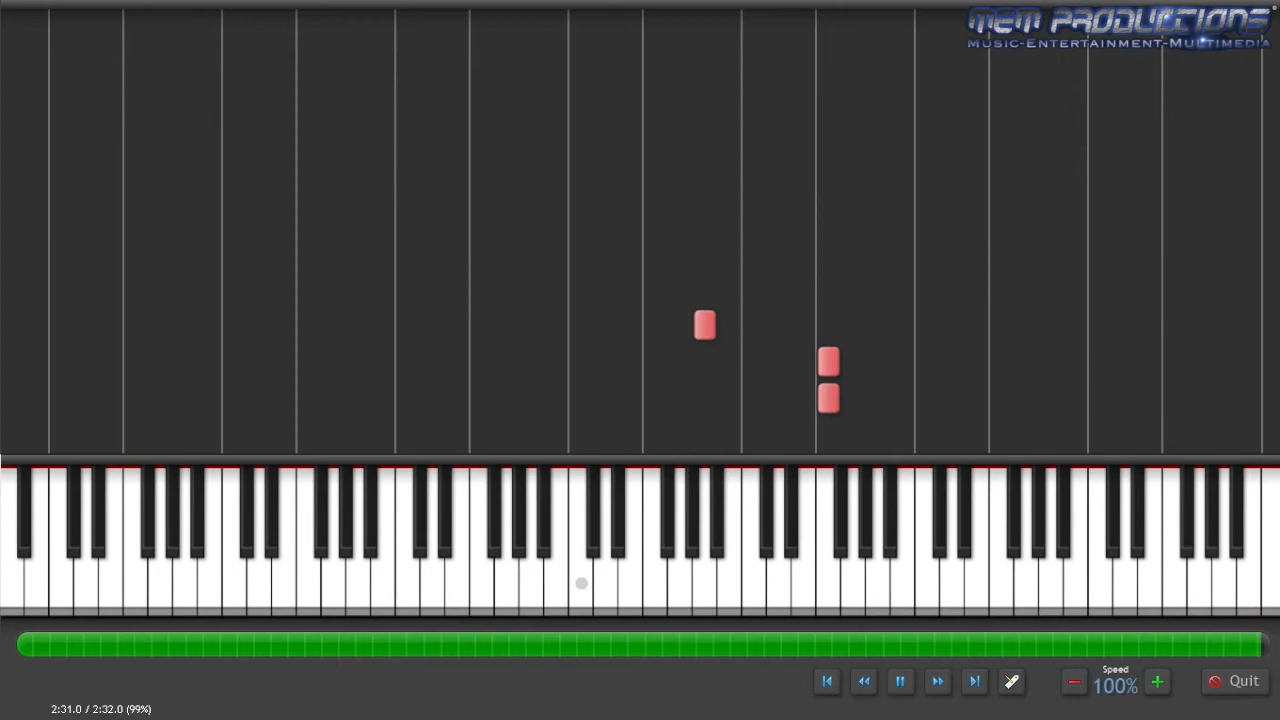 MEM PRODUCTIONS
MUSIC-ENTERTAINMENT-MULTIMEDIA
Speed
100%
Quit
2:31.0 / 2:32.0 (99%)